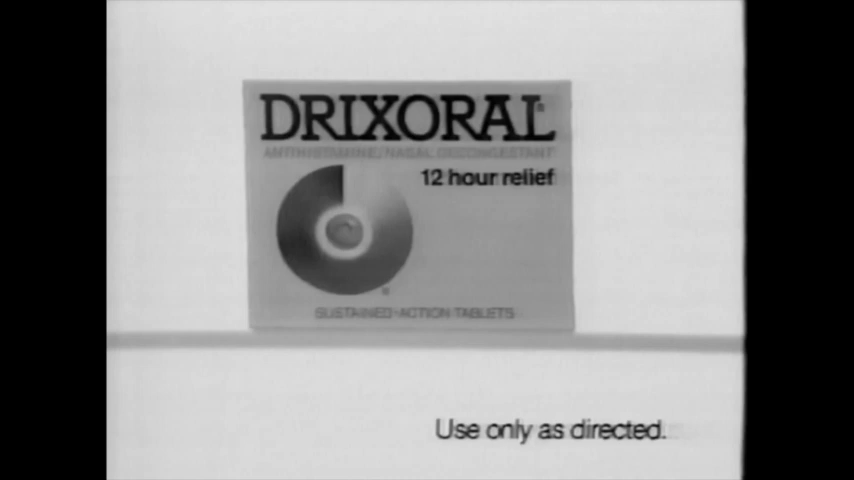 DRIXORAL®
ANTIHISTAMINE/NASAL DECONGESTANT
12 hour relief
®
SUSTAINED-ACTION TABLETS
Use only as directed.